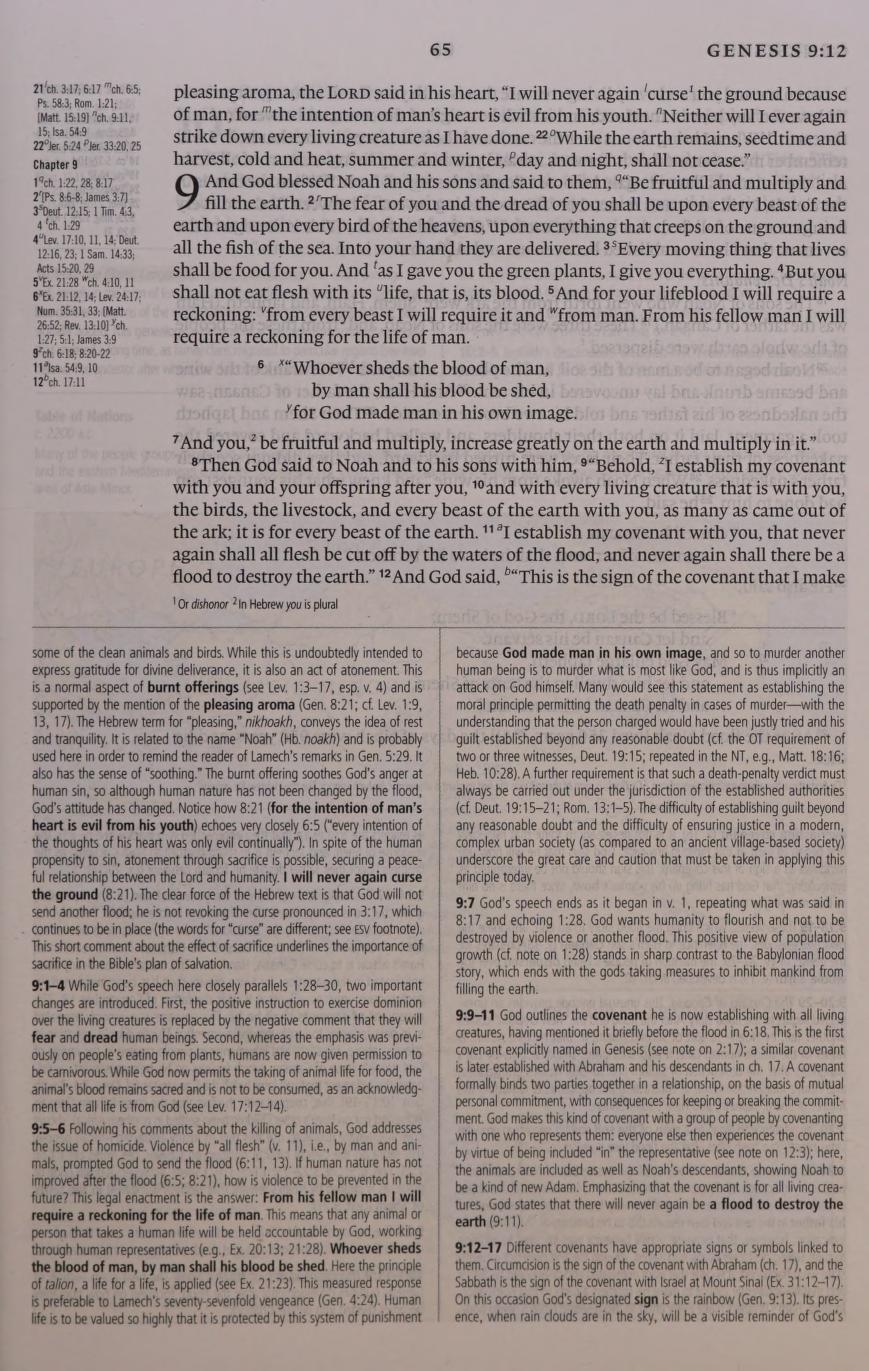 65 GENESIS 9:12
21 ˡch. 3:17; 6:17 ᵐch. 6:5;
Ps. 58:3; Rom. 1:21;
[Matt. 15:19] ⁿch. 9:11,
15; Isa. 54:9
22 ᵒJer. 5:24 ᵖJer. 33:20, 25
Chapter 9
1 �q ch. 1:22, 28; 8:17
2 ʳ[Ps. 8:6-8; James 3:7]
3 ˢDeut. 12:15; 1 Tim. 4:3,
4 ᵗch. 1:29
4 ᵘLev. 17:10, 11, 14; Deut.
12:16, 23; 1 Sam. 14:33;
Acts 15:20, 29
5 ᵛEx. 21:28 ʷch. 4:10, 11
6 ˣEx. 21:12, 14; Lev. 24:17;
Num. 35:31, 33; [Matt.
26:52; Rev. 13:10] ʸch.
1:27; 5:1; James 3:9
9 ᶻch. 6:18; 8:20-22
11 ᵃIsa. 54:9, 10
12 ᵇch. 17:11
pleasing aroma, the LORD said in his heart, “I will never again ˡcurse¹ the ground because
of man, for ᵐthe intention of man’s heart is evil from his youth. ⁿNeither will I ever again
strike down every living creature as I have done. ²²ᵒWhile the earth remains, seedtime and
harvest, cold and heat, summer and winter, ᵖday and night, shall not cease.”
9 And God blessed Noah and his sons and said to them, q“Be fruitful and multiply and
fill the earth. ²ʳThe fear of you and the dread of you shall be upon every beast of the
earth and upon every bird of the heavens, upon everything that creeps on the ground and
all the fish of the sea. Into your hand they are delivered. ³ˢEvery moving thing that lives
shall be food for you. And ᵗas I gave you the green plants, I give you everything. ⁴But you
shall not eat flesh with its ᵘlife, that is, its blood. ⁵And for your lifeblood I will require a
reckoning: ᵛfrom every beast I will require it and ʷfrom man. From his fellow man I will
require a reckoning for the life of man.
⁶ ˣ“Whoever sheds the blood of man,
by man shall his blood be shed,
ʸfor God made man in his own image.
⁷And you,² be fruitful and multiply, increase greatly on the earth and multiply in it.”
⁸Then God said to Noah and to his sons with him, ⁹“Behold, ᶻI establish my covenant
with you and your offspring after you, ¹⁰and with every living creature that is with you,
the birds, the livestock, and every beast of the earth with you, as many as came out of
the ark; it is for every beast of the earth. ¹¹ᵃI establish my covenant with you, that never
again shall all flesh be cut off by the waters of the flood, and never again shall there be a
flood to destroy the earth.” ¹²And God said, ᵇ“This is the sign of the covenant that I make
¹Or dishonor ²In Hebrew you is plural
some of the clean animals and birds. While this is undoubtedly intended to
express gratitude for divine deliverance, it is also an act of atonement. This
is a normal aspect of burnt offerings (see Lev. 1:3–17, esp. v. 4) and is
supported by the mention of the pleasing aroma (Gen. 8:21; cf. Lev. 1:9,
13, 17). The Hebrew term for “pleasing,” nikhoakh, conveys the idea of rest
and tranquility. It is related to the name “Noah” (Hb. noakh) and is probably
used here in order to remind the reader of Lamech’s remarks in Gen. 5:29. It
also has the sense of “soothing.” The burnt offering soothes God’s anger at
human sin, so although human nature has not been changed by the flood,
God’s attitude has changed. Notice how 8:21 (for the intention of man’s
heart is evil from his youth) echoes very closely 6:5 (“every intention of
the thoughts of his heart was only evil continually”). In spite of the human
propensity to sin, atonement through sacrifice is possible, securing a peace-
ful relationship between the Lord and humanity. I will never again curse
the ground (8:21). The clear force of the Hebrew text is that God will not
send another flood; he is not revoking the curse pronounced in 3:17, which
continues to be in place (the words for “curse” are different; see ESV footnote).
This short comment about the effect of sacrifice underlines the importance of
sacrifice in the Bible’s plan of salvation.
9:1–4 While God’s speech here closely parallels 1:28–30, two important
changes are introduced. First, the positive instruction to exercise dominion
over the living creatures is replaced by the negative comment that they will
fear and dread human beings. Second, whereas the emphasis was previ-
ously on people’s eating from plants, humans are now given permission to
be carnivorous. While God now permits the taking of animal life for food, the
animal’s blood remains sacred and is not to be consumed, as an acknowledg-
ment that all life is from God (see Lev. 17:12–14).
9:5–6 Following his comments about the killing of animals, God addresses
the issue of homicide. Violence by “all flesh” (v. 11), i.e., by man and ani-
mals, prompted God to send the flood (6:11, 13). If human nature has not
improved after the flood (6:5; 8:21), how is violence to be prevented in the
future? This legal enactment is the answer: From his fellow man I will
require a reckoning for the life of man. This means that any animal or
person that takes a human life will be held accountable by God, working
through human representatives (e.g., Ex. 20:13; 21:28). Whoever sheds
the blood of man, by man shall his blood be shed. Here the principle
of talion, a life for a life, is applied (see Ex. 21:23). This measured response
is preferable to Lamech’s seventy-sevenfold vengeance (Gen. 4:24). Human
life is to be valued so highly that it is protected by this system of punishment
because God made man in his own image, and so to murder another
human being is to murder what is most like God, and is thus implicitly an
attack on God himself. Many would see this statement as establishing the
moral principle permitting the death penalty in cases of murder—with the
understanding that the person charged would have been justly tried and his
guilt established beyond any reasonable doubt (cf. the OT requirement of
two or three witnesses, Deut. 19:15; repeated in the NT, e.g., Matt. 18:16;
Heb. 10:28). A further requirement is that such a death-penalty verdict must
always be carried out under the jurisdiction of the established authorities
(cf. Deut. 19:15–21; Rom. 13:1–5). The difficulty of establishing guilt beyond
any reasonable doubt and the difficulty of ensuring justice in a modern,
complex urban society (as compared to an ancient village-based society)
underscore the great care and caution that must be taken in applying this
principle today.
9:7 God’s speech ends as it began in v. 1, repeating what was said in
8:17 and echoing 1:28. God wants humanity to flourish and not to be
destroyed by violence or another flood. This positive view of population
growth (cf. note on 1:28) stands in sharp contrast to the Babylonian flood
story, which ends with the gods taking measures to inhibit mankind from
filling the earth.
9:9–11 God outlines the covenant he is now establishing with all living
creatures, having mentioned it briefly before the flood in 6:18. This is the first
covenant explicitly named in Genesis (see note on 2:17); a similar covenant
is later established with Abraham and his descendants in ch. 17. A covenant
formally binds two parties together in a relationship, on the basis of mutual
personal commitment, with consequences for keeping or breaking the commit-
ment. God makes this kind of covenant with a group of people by covenanting
with one who represents them: everyone else then experiences the covenant
by virtue of being included “in” the representative (see note on 12:3); here,
the animals are included as well as Noah’s descendants, showing Noah to
be a kind of new Adam. Emphasizing that the covenant is for all living crea-
tures, God states that there will never again be a flood to destroy the
earth (9:11).
9:12–17 Different covenants have appropriate signs or symbols linked to
them. Circumcision is the sign of the covenant with Abraham (ch. 17), and the
Sabbath is the sign of the covenant with Israel at Mount Sinai (Ex. 31:12–17).
On this occasion God’s designated sign is the rainbow (Gen. 9:13). Its pres-
ence, when rain clouds are in the sky, will be a visible reminder of God’s